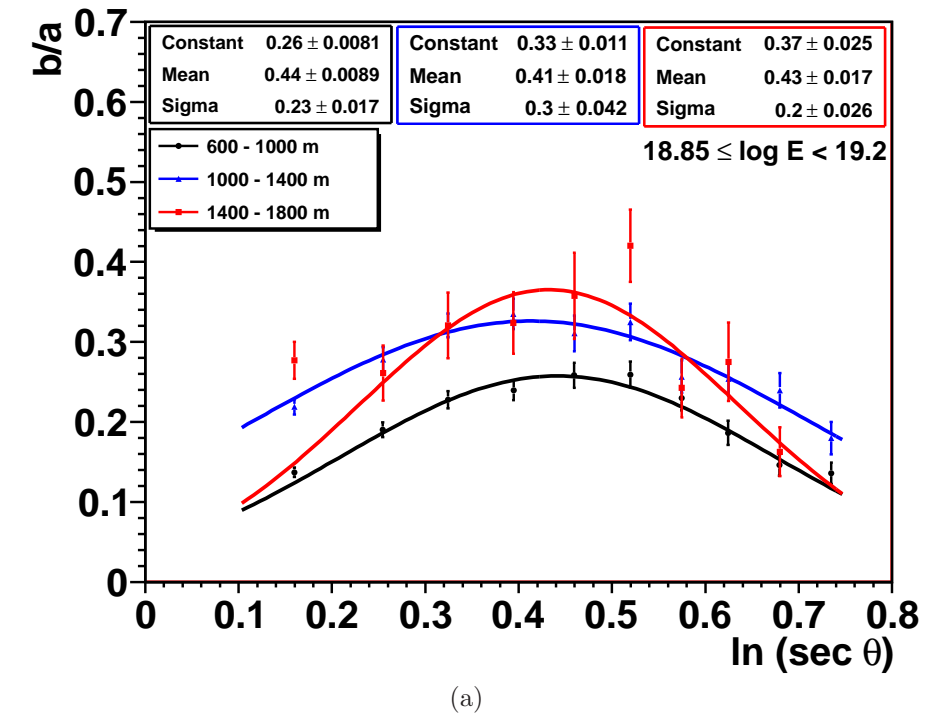 b/a
0.7
0.6
0.5
0.4
0.3
0.2
0.1
0
Constant 0.26 ± 0.0081
Mean 0.44 ± 0.0089
Sigma 0.23 ± 0.017
Constant 0.33 ± 0.011
Mean 0.41 ± 0.018
Sigma 0.3 ± 0.042
Constant 0.37 ± 0.025
Mean 0.43 ± 0.017
Sigma 0.2 ± 0.026
600 - 1000 m
1000 - 1400 m
1400 - 1800 m
18.85 ≤ log E < 19.2
0 0.1 0.2 0.3 0.4 0.5 0.6 0.7 0.8
ln (sec θ)
(a)